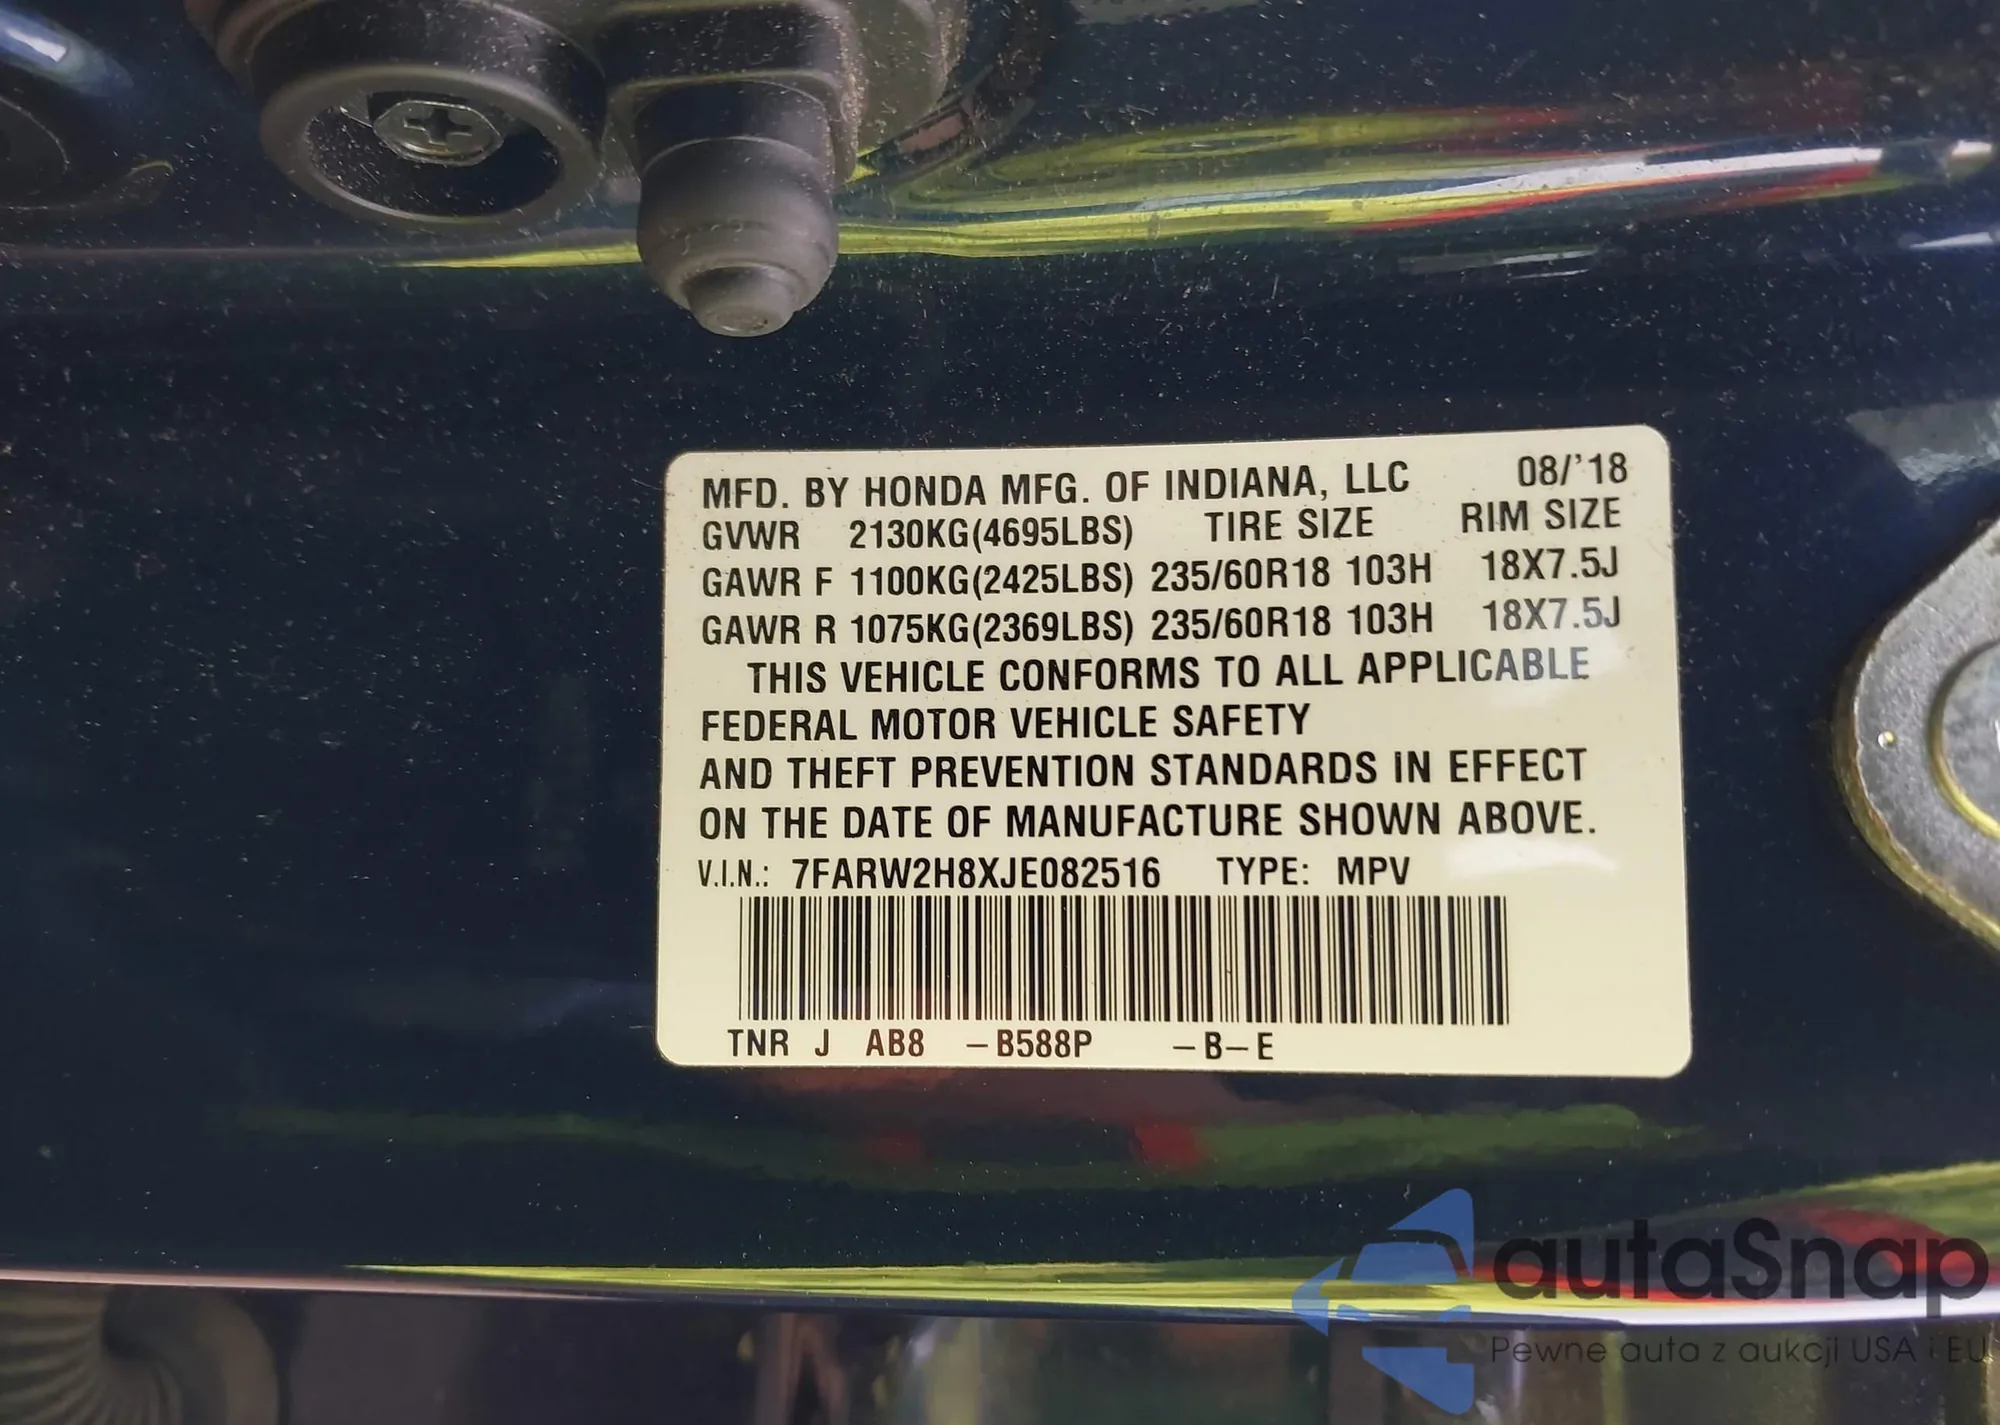 MFD. BY HONDA MFG. OF INDIANA, LLC 08/'18
GVWR 2130KG(4695LBS) TIRE SIZE RIM SIZE
GAWR F 1100KG(2425LBS) 235/60R18 103H 18X7.5J
GAWR R 1075KG(2369LBS) 235/60R18 103H 18X7.5J
THIS VEHICLE CONFORMS TO ALL APPLICABLE
FEDERAL MOTOR VEHICLE SAFETY
AND THEFT PREVENTION STANDARDS IN EFFECT
ON THE DATE OF MANUFACTURE SHOWN ABOVE.
V.I.N.: 7FARW2H8XJE082516 TYPE: MPV
TNR J AB8 -B588P -B-E
autaSnap
Pewne auta z aukcji USA i EU